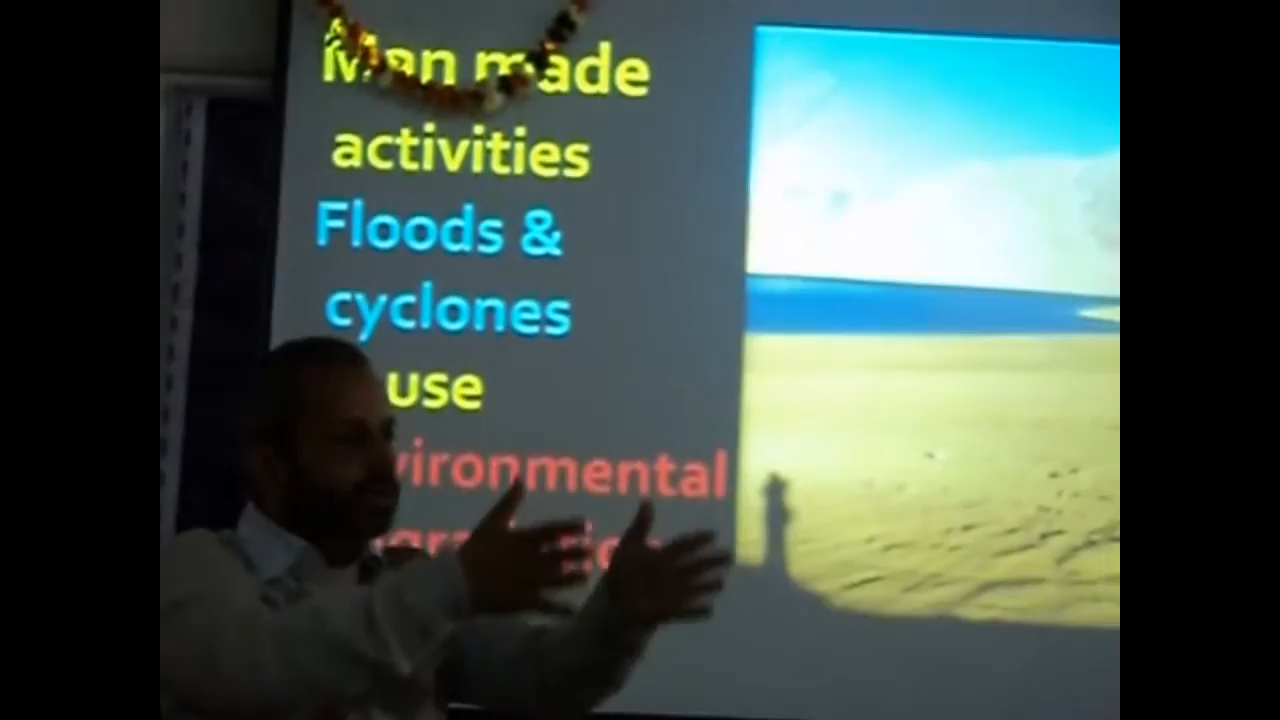 Man made
activities
Floods &
cyclones
use
vironmental